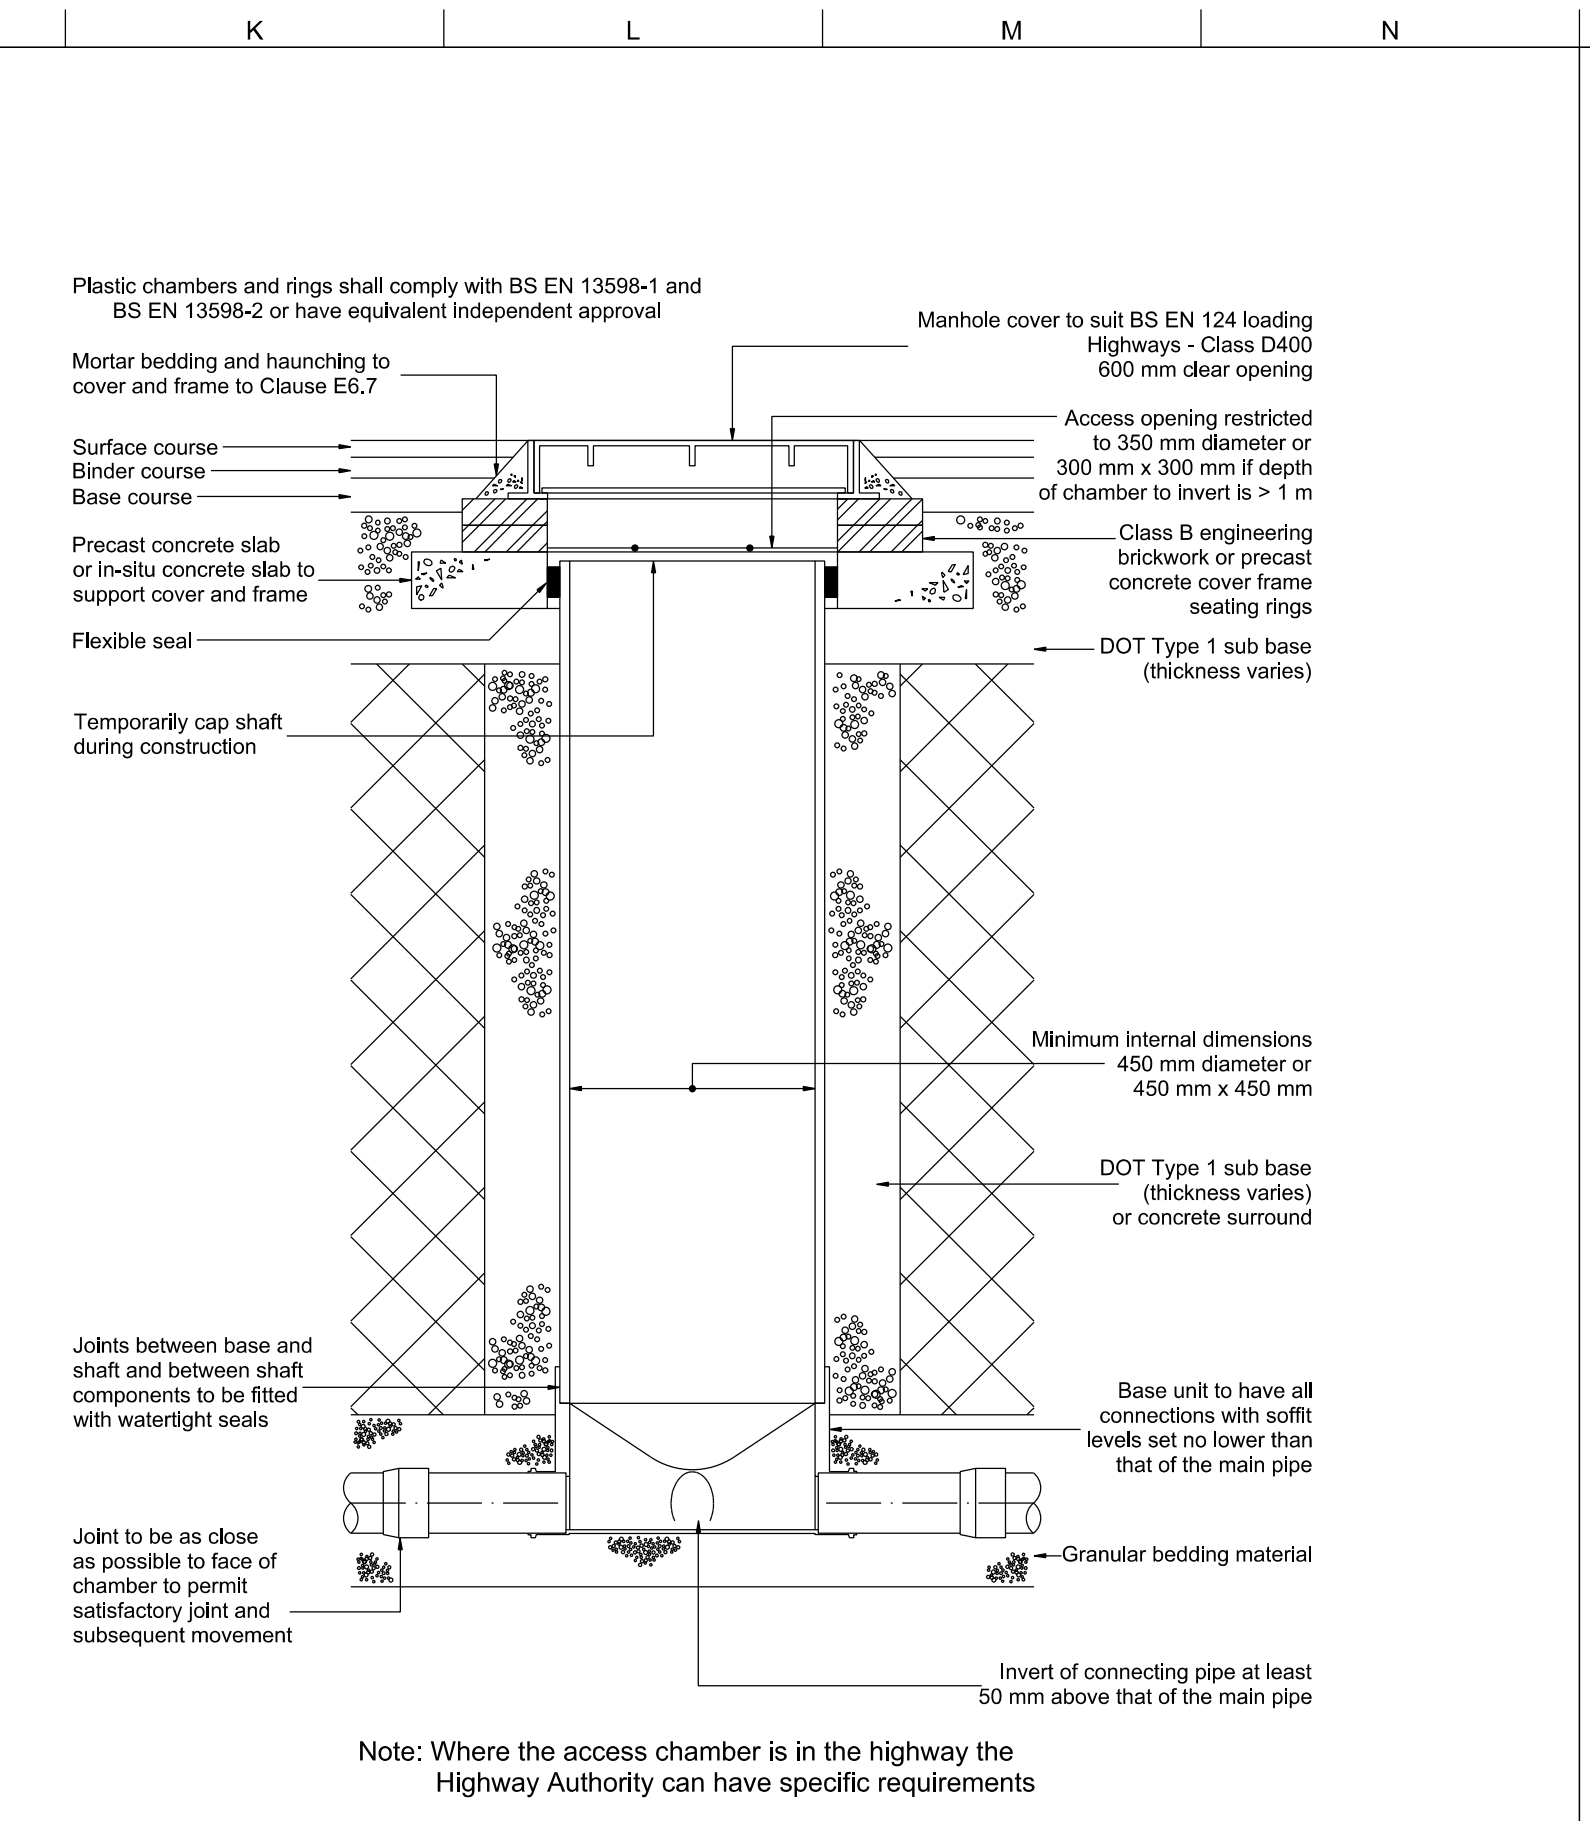 K
L
M
N
Plastic chambers and rings shall comply with BS EN 13598-1 and
BS EN 13598-2 or have equivalent independent approval
Mortar bedding and haunching to
cover and frame to Clause E6.7
Surface course
Binder course
Base course
Precast concrete slab
or in-situ concrete slab to
support cover and frame
Flexible seal
Temporarily cap shaft
during construction
Joints between base and
shaft and between shaft
components to be fitted
with watertight seals
Joint to be as close
as possible to face of
chamber to permit
satisfactory joint and
subsequent movement
Manhole cover to suit BS EN 124 loading
Highways - Class D400
600 mm clear opening
Access opening restricted
to 350 mm diameter or
300 mm x 300 mm if depth
of chamber to invert is > 1 m
Class B engineering
brickwork or precast
concrete cover frame
seating rings
DOT Type 1 sub base
(thickness varies)
Minimum internal dimensions
450 mm diameter or
450 mm x 450 mm
DOT Type 1 sub base
(thickness varies)
or concrete surround
Base unit to have all
connections with soffit
levels set no lower than
that of the main pipe
Granular bedding material
Invert of connecting pipe at least
50 mm above that of the main pipe
Note: Where the access chamber is in the highway the
Highway Authority can have specific requirements